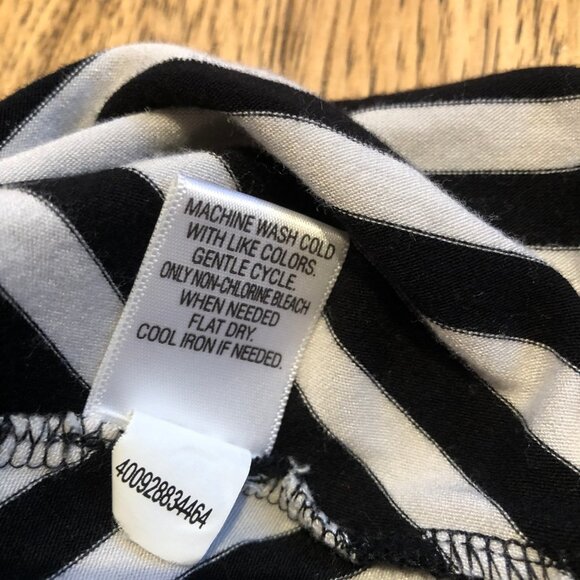 MACHINE WASH COLD
WITH LIKE COLORS.
GENTLE CYCLE.
ONLY NON-CHLORINE BLEACH
WHEN NEEDED
FLAT DRY.
COOL IRON IF NEEDED.
400928834464